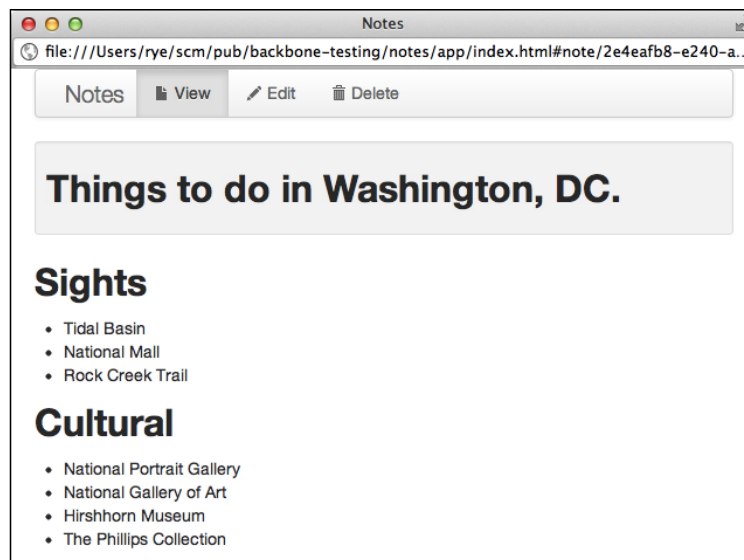 Notes
file:///Users/rye/scm/pub/backbone-testing/notes/app/index.html#note/2e4eafb8-e240-a...
Notes View Edit Delete
Things to do in Washington, DC.
Sights
• Tidal Basin
• National Mall
• Rock Creek Trail
Cultural
• National Portrait Gallery
• National Gallery of Art
• Hirshhorn Museum
• The Phillips Collection